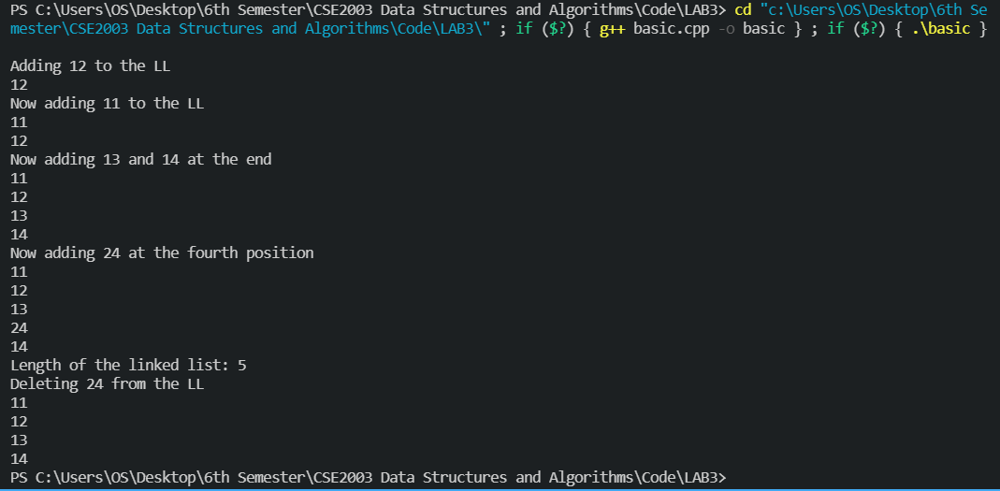 PS C:\Users\OS\Desktop\6th Semester\CSE2003 Data Structures and Algorithms\Code\LAB3> cd "c:\Users\OS\Desktop\6th Se
mester\CSE2003 Data Structures and Algorithms\Code\LAB3\" ; if ($?) { g++ basic.cpp -o basic } ; if ($?) { .\basic }
Adding 12 to the LL
12
Now adding 11 to the LL
11
12
Now adding 13 and 14 at the end
11
12
13
14
Now adding 24 at the fourth position
11
12
13
24
14
Length of the linked list: 5
Deleting 24 from the LL
11
12
13
14
PS C:\Users\OS\Desktop\6th Semester\CSE2003 Data Structures and Algorithms\Code\LAB3>